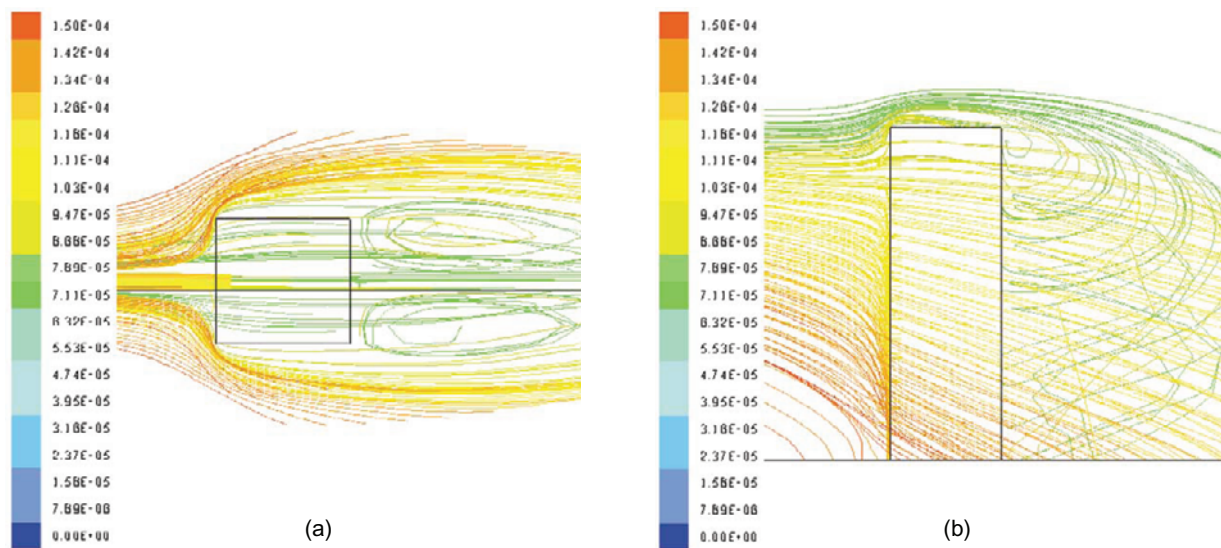 1.50E-04
1.42E-04
1.34E-04
1.26E-04
1.18E-04
1.11E-04
1.03E-04
9.47E-05
8.68E-05
7.89E-05
7.11E-05
6.32E-05
5.53E-05
4.74E-05
3.95E-05
3.16E-05
2.37E-05
1.58E-05
7.89E-06
0.00E+00
(a)
1.50E-04
1.42E-04
1.34E-04
1.26E-04
1.18E-04
1.11E-04
1.03E-04
9.47E-05
8.68E-05
7.89E-05
7.11E-05
6.32E-05
5.53E-05
4.74E-05
3.95E-05
3.16E-05
2.37E-05
1.58E-05
7.89E-06
0.00E+00
(b)